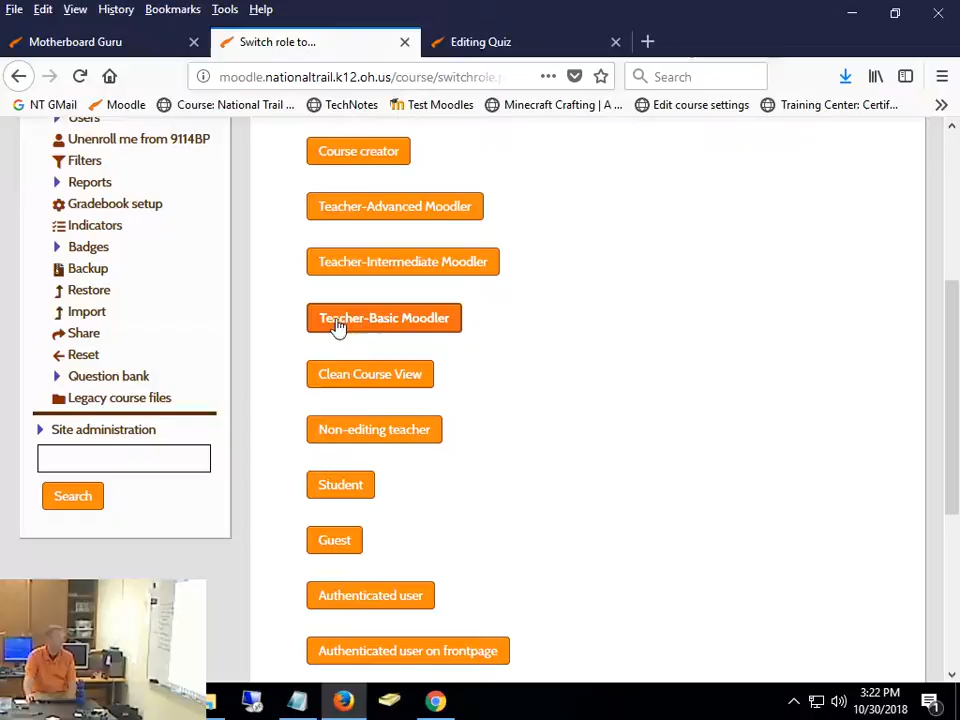 File Edit View History Bookmarks Tools Help
Motherboard Guru
Switch role to...
Editing Quiz
moodle.nationaltrail.k12.oh.us/course/switchrole.p
Search
NT GMail
Moodle
Course: National Trail ...
TechNotes
Test Moodles
Minecraft Crafting | A ...
Edit course settings
Training Center: Certif...
Users
Unenroll me from 9114BP
Filters
Reports
Gradebook setup
Indicators
Badges
Backup
Restore
Import
Share
Reset
Question bank
Legacy course files
Site administration
Search
Course creator
Teacher-Advanced Moodler
Teacher-Intermediate Moodler
Teacher-Basic Moodler
Clean Course View
Non-editing teacher
Student
Guest
Authenticated user
Authenticated user on frontpage
3:22 PM
10/30/2018
1